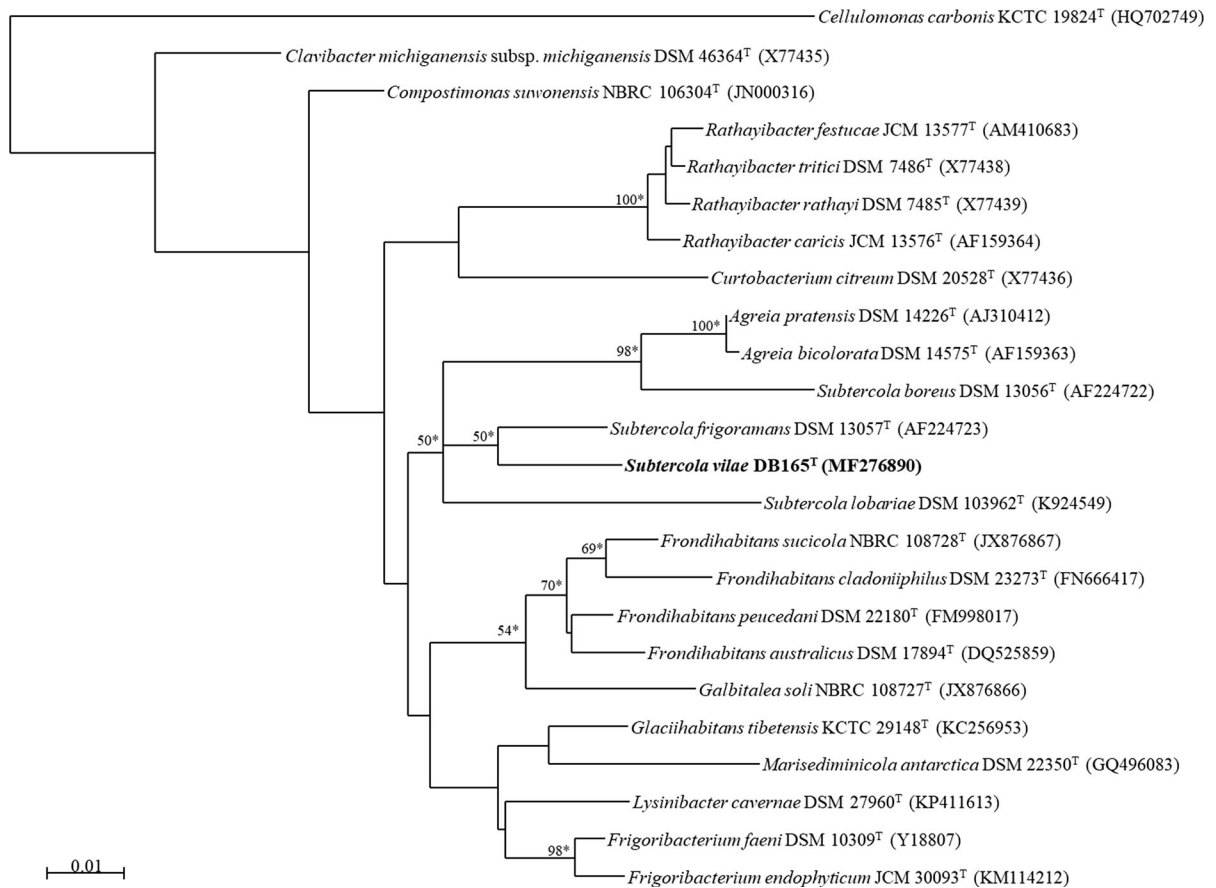 Cellulomonas carbonis KCTC 19824ᵀ (HQ702749)
Clavibacter michiganensis subsp. michiganensis DSM 46364ᵀ (X77435)
Compostimonas suwonensis NBRC 106304ᵀ (JN000316)
Rathayibacter festucae JCM 13577ᵀ (AM410683)
Rathayibacter tritici DSM 7486ᵀ (X77438)
100*
Rathayibacter rathayi DSM 7485ᵀ (X77439)
Rathayibacter caricis JCM 13576ᵀ (AF159364)
Curtobacterium citreum DSM 20528ᵀ (X77436)
Agreia pratensis DSM 14226ᵀ (AJ310412)
100*
98*
Agreia bicolorata DSM 14575ᵀ (AF159363)
Subtercola boreus DSM 13056ᵀ (AF224722)
Subtercola frigoramans DSM 13057ᵀ (AF224723)
50*
50*
Subtercola vilae DB165ᵀ (MF276890)
Subtercola lobariae DSM 103962ᵀ (K924549)
Frondihabitans sucicola NBRC 108728ᵀ (JX876867)
69*
Frondihabitans cladoniiphilus DSM 23273ᵀ (FN666417)
70*
Frondihabitans peucedani DSM 22180ᵀ (FM998017)
54*
Frondihabitans australicus DSM 17894ᵀ (DQ525859)
Galbitalea soli NBRC 108727ᵀ (JX876866)
Glaciihabitans tibetensis KCTC 29148ᵀ (KC256953)
Marisediminicola antarctica DSM 22350ᵀ (GQ496083)
Lysinibacter cavernae DSM 27960ᵀ (KP411613)
Frigoribacterium faeni DSM 10309ᵀ (Y18807)
98*
Frigoribacterium endophyticum JCM 30093ᵀ (KM114212)
0.01